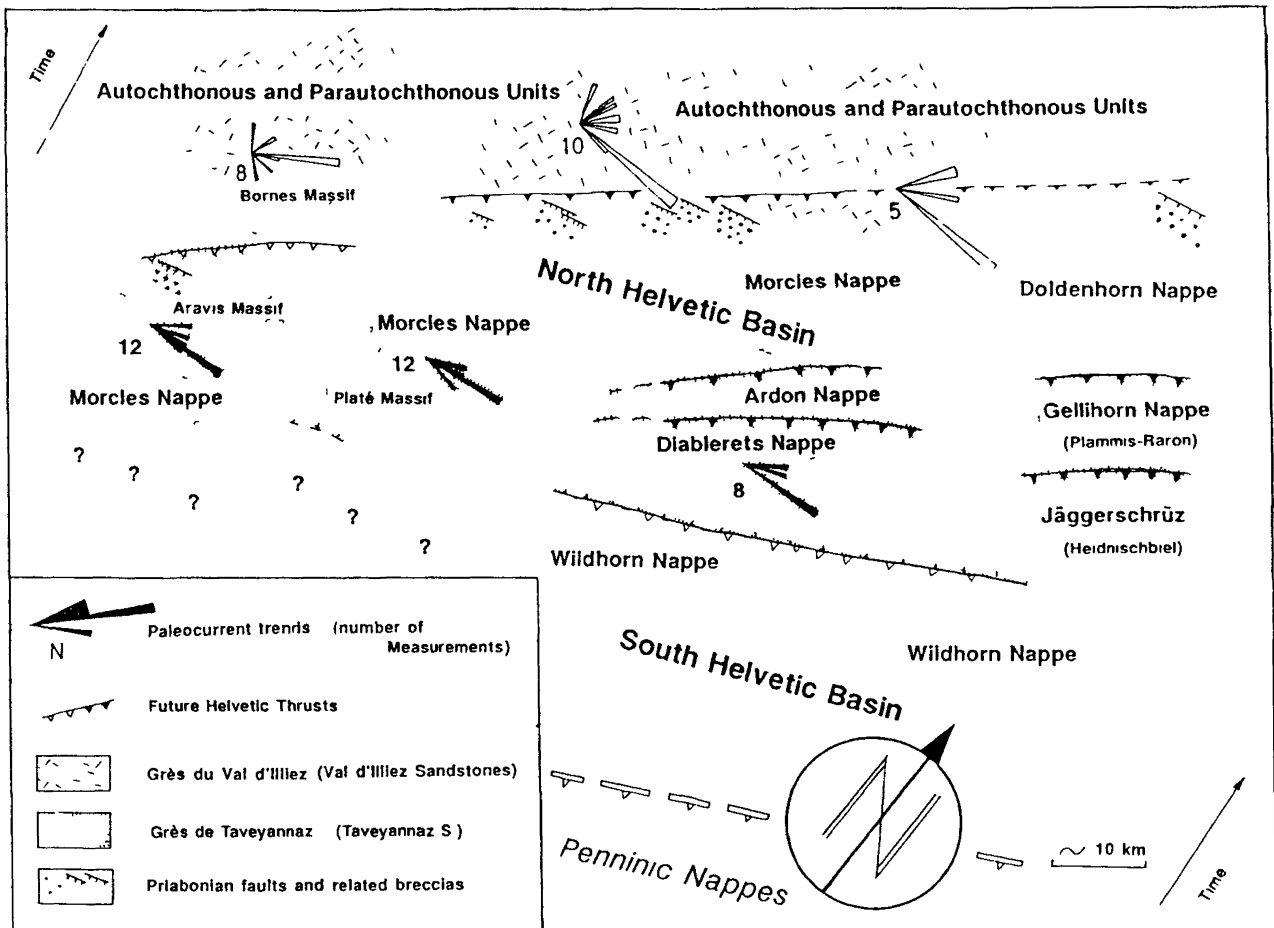 Time
Autochthonous and Parautochthonous Units
Autochthonous and Parautochthonous Units
10
8
Bornes Massif
5
North Helvetic Basin
Morcles Nappe
Doldenhorn Nappe
Aravis Massif
12
Morcles Nappe
12
Morcles Nappe
Platé Massif
Ardon Nappe
Gellihorn Nappe
(Plammis-Raron)
Diablerets Nappe
8
? ? ? ? ? ?
Jäggerschrüz
(Heidnischbiel)
Wildhorn Nappe
South Helvetic Basin
Wildhorn Nappe
N
Penninic Nappes
~ 10 km
Time
Paleocurrent trends (number of
Measurements)
N
Future Helvetic Thrusts
Grès du Val d'Illiez (Val d'Illiez Sandstones)
Grès de Taveyannaz (Taveyannaz S )
Priabonian faults and related breccias